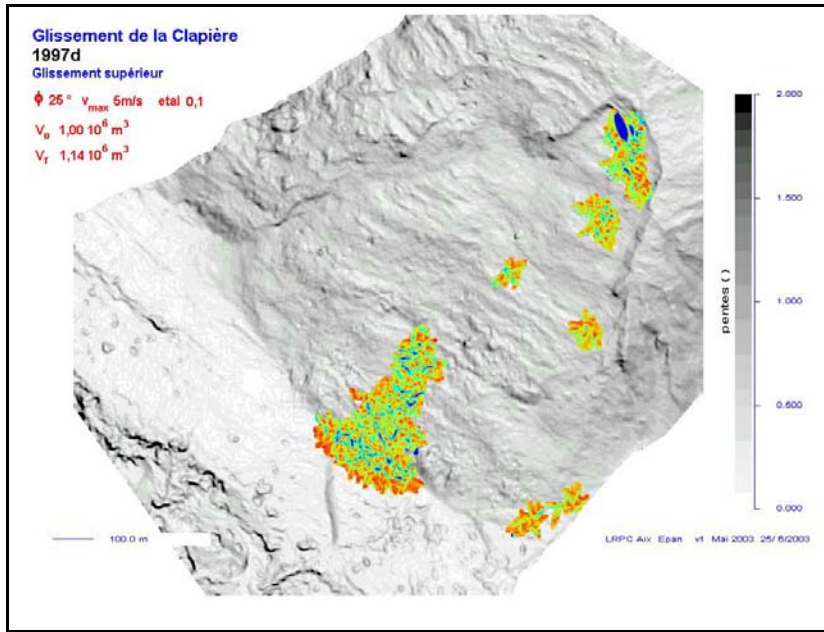 Glissement de la Clapière
1997d
Glissement supérieur
ϕ 25° vmax 5m/s etal 0,1
Vo 1,00 10⁶ m³
Vf 1,14 10⁶ m³
2.000
1.500
1.000
0.500
0.000
pentes ( )
100.0 m
LRPC Aix Epan v1 Mai 2003 25/ 6/2003